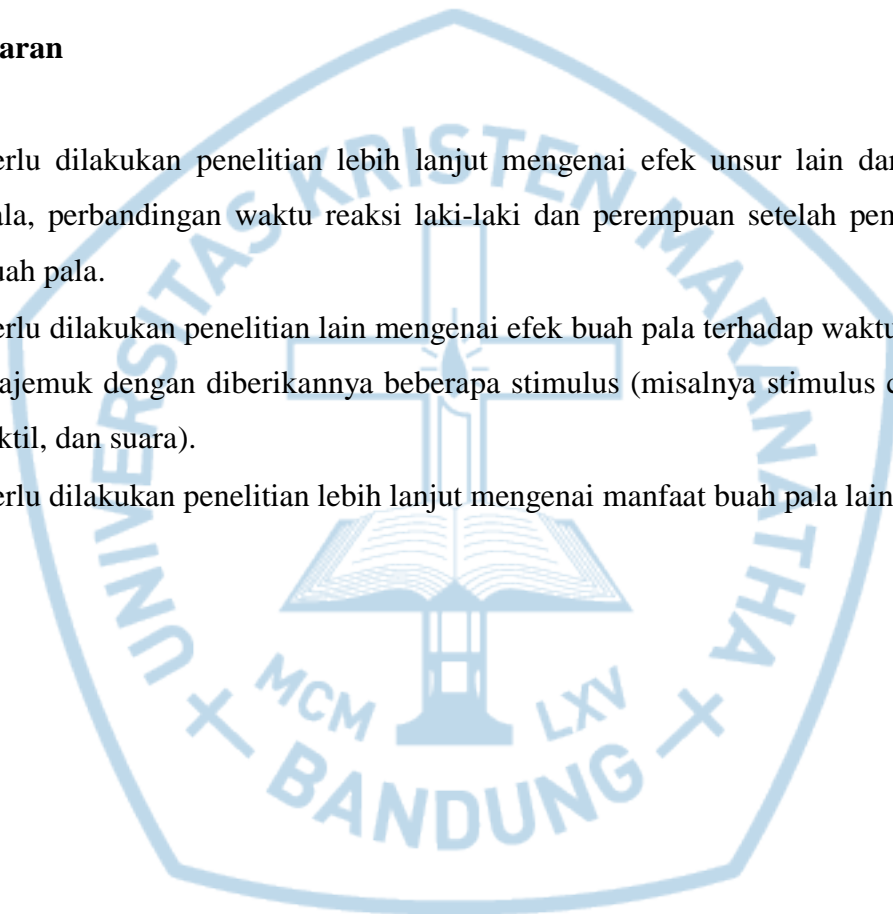 aran
erlu dilakukan penelitian lebih lanjut mengenai efek unsur lain dar
ala, perbandingan waktu reaksi laki-laki dan perempuan setelah pem
uah pala.
erlu dilakukan penelitian lain mengenai efek buah pala terhadap waktu
ajemuk dengan diberikannya beberapa stimulus (misalnya stimulus c
ktil, dan suara).
erlu dilakukan penelitian lebih lanjut mengenai manfaat buah pala lain
UNIVERSITAS KRISTEN MARANATHA
MCM LXV
BANDUNG